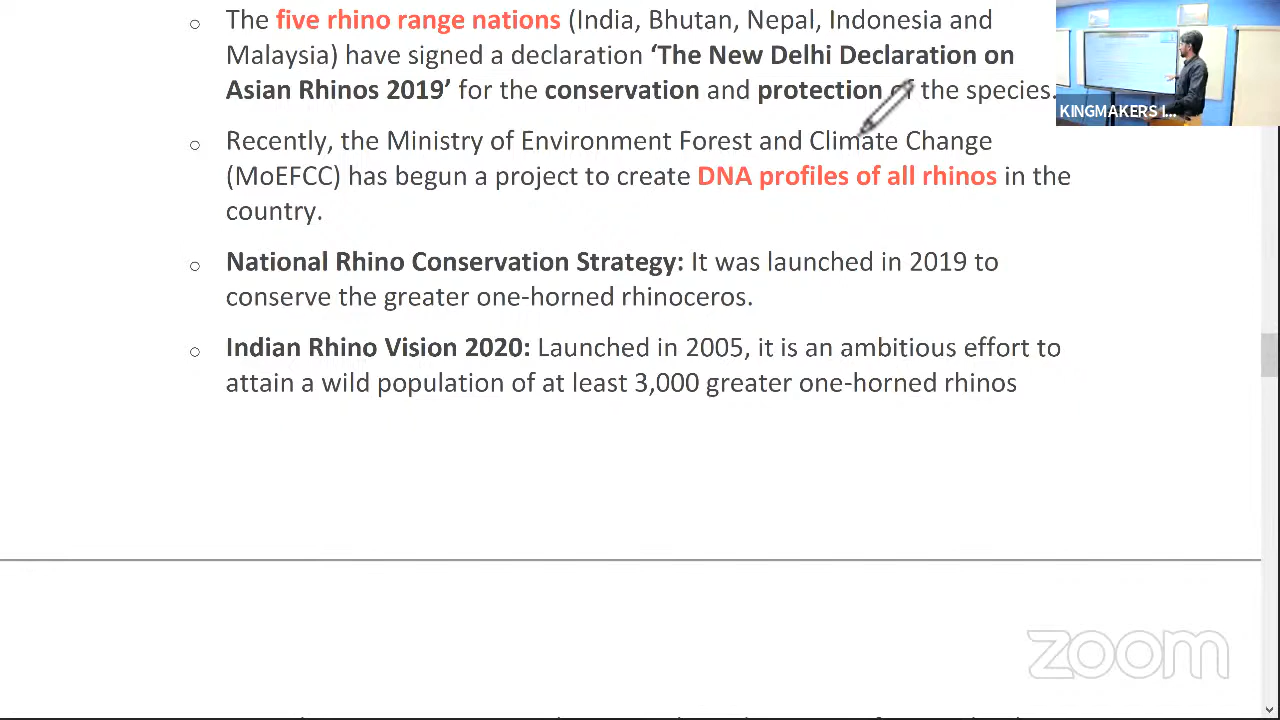 The five rhino range nations (India, Bhutan, Nepal, Indonesia and
Malaysia) have signed a declaration ‘The New Delhi Declaration on
Asian Rhinos 2019’ for the conservation and protection of the species.
KINGMAKERS I...
Recently, the Ministry of Environment Forest and Climate Change
(MoEFCC) has begun a project to create DNA profiles of all rhinos in the
country.
National Rhino Conservation Strategy: It was launched in 2019 to
conserve the greater one-horned rhinoceros.
Indian Rhino Vision 2020: Launched in 2005, it is an ambitious effort to
attain a wild population of at least 3,000 greater one-horned rhinos
zoom